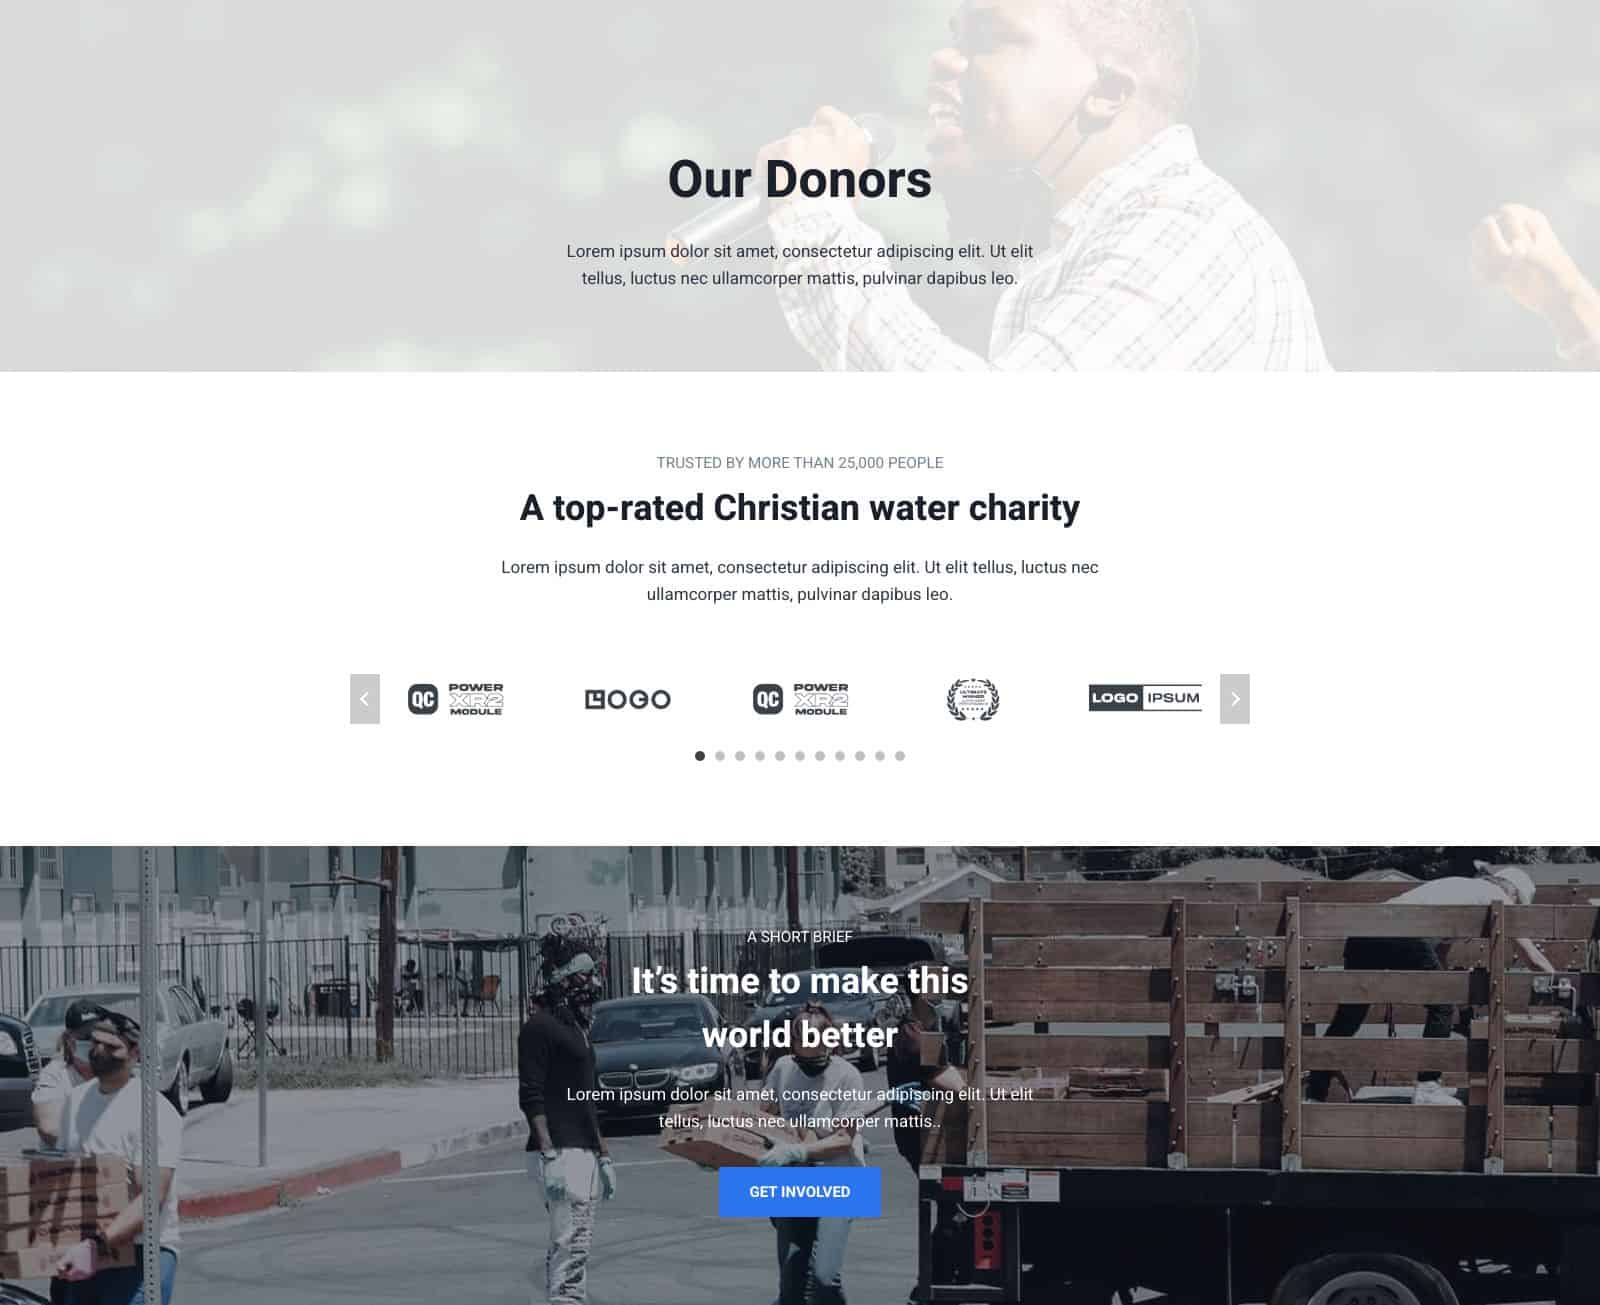 Our Donors
Lorem ipsum dolor sit amet, consectetur adipiscing elit. Ut elit
tellus, luctus nec ullamcorper mattis, pulvinar dapibus leo.
TRUSTED BY MORE THAN 25,000 PEOPLE
A top-rated Christian water charity
Lorem ipsum dolor sit amet, consectetur adipiscing elit. Ut elit tellus, luctus nec
ullamcorper mattis, pulvinar dapibus leo.
QC POWER XR2 MODULE
LOGO
QC POWER XR2 MODULE
ULTIMATE WINNER
LOGO IPSUM
A SHORT BRIEF
It’s time to make this
world better
Lorem ipsum dolor sit amet, consectetur adipiscing elit. Ut elit
tellus, luctus nec ullamcorper mattis..
GET INVOLVED